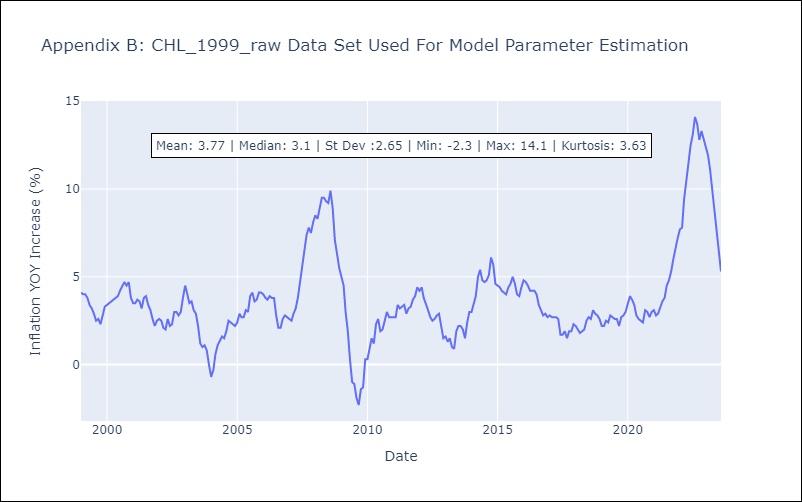 Appendix B: CHL_1999_raw Data Set Used For Model Parameter Estimation
15
Mean: 3.77 | Median: 3.1 | St Dev :2.65 | Min: -2.3 | Max: 14.1 | Kurtosis: 3.63
10
5
0
Inflation YOY Increase (%)
2000
2005
2010
2015
2020
Date